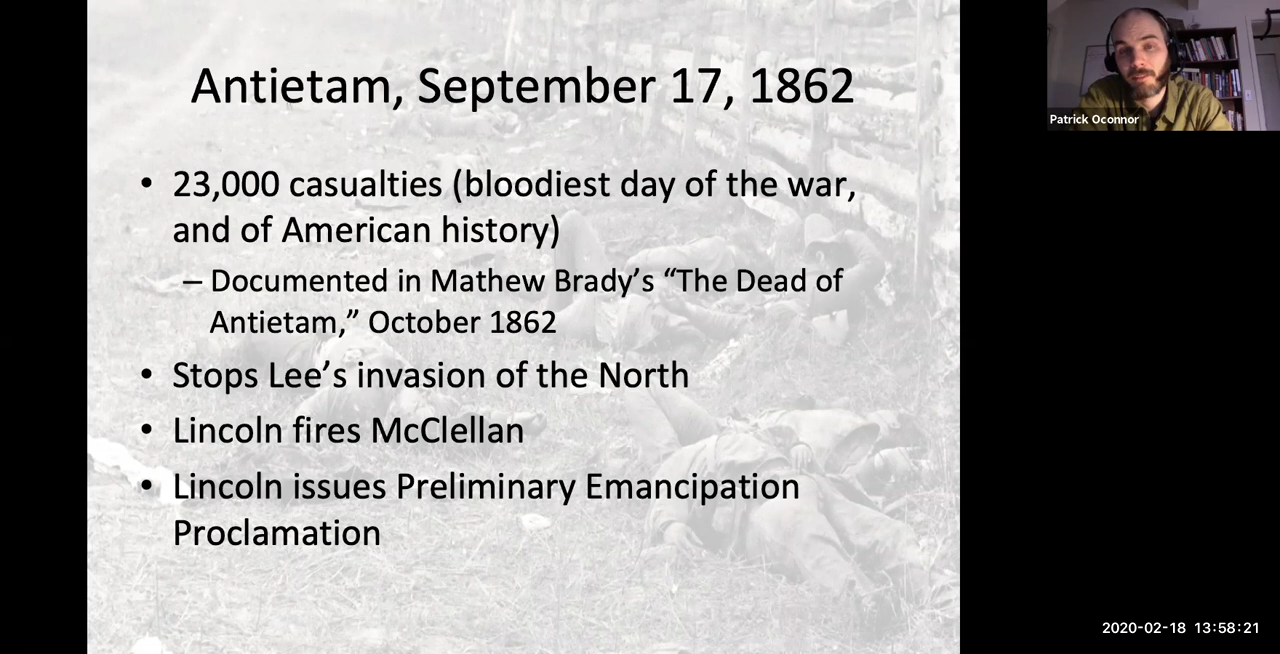 Antietam, September 17, 1862
• 23,000 casualties (bloodiest day of the war,
and of American history)
– Documented in Mathew Brady’s “The Dead of
Antietam,” October 1862
• Stops Lee’s invasion of the North
• Lincoln fires McClellan
• Lincoln issues Preliminary Emancipation
Proclamation
Patrick Oconnor
2020-02-18 13:58:21